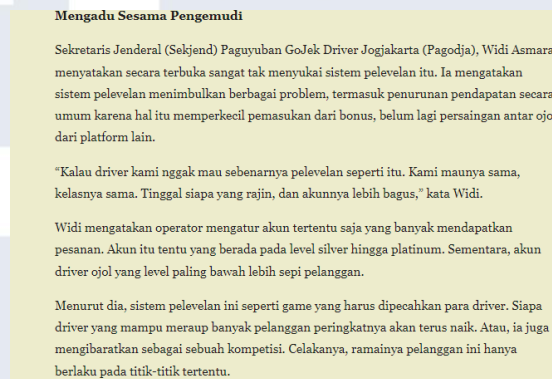 Mengadu Sesama Pengemudi
Sekretaris Jenderal (Sekjend) Paguyuban GoJek Driver Jogjakarta (Pagodja), Widi Asmara
menyatakan secara terbuka sangat tak menyukai sistem pelevelan itu. Ia mengatakan
sistem pelevelan menimbulkan berbagai problem, termasuk penurunan pendapatan secara
umum karena hal itu memperkecil pemasukan dari bonus, belum lagi persaingan antar ojo
dari platform lain.
“Kalau driver kami nggak mau sebenarnya pelevelan seperti itu. Kami maunya sama,
kelasnya sama. Tinggal siapa yang rajin, dan akunnya lebih bagus,” kata Widi.
Widi mengatakan operator mengatur akun tertentu saja yang banyak mendapatkan
pesanan. Akun itu tentu yang berada pada level silver hingga platinum. Sementara, akun
driver ojol yang level paling bawah lebih sepi pelanggan.
Menurut dia, sistem pelevelan ini seperti game yang harus dipecahkan para driver. Siapa
driver yang mampu meraup banyak pelanggan peringkatnya akan terus naik. Atau, ia juga
mengibaratkan sebagai sebuah kompetisi. Celakanya, ramainya pelanggan ini hanya
berlaku pada titik-titik tertentu.